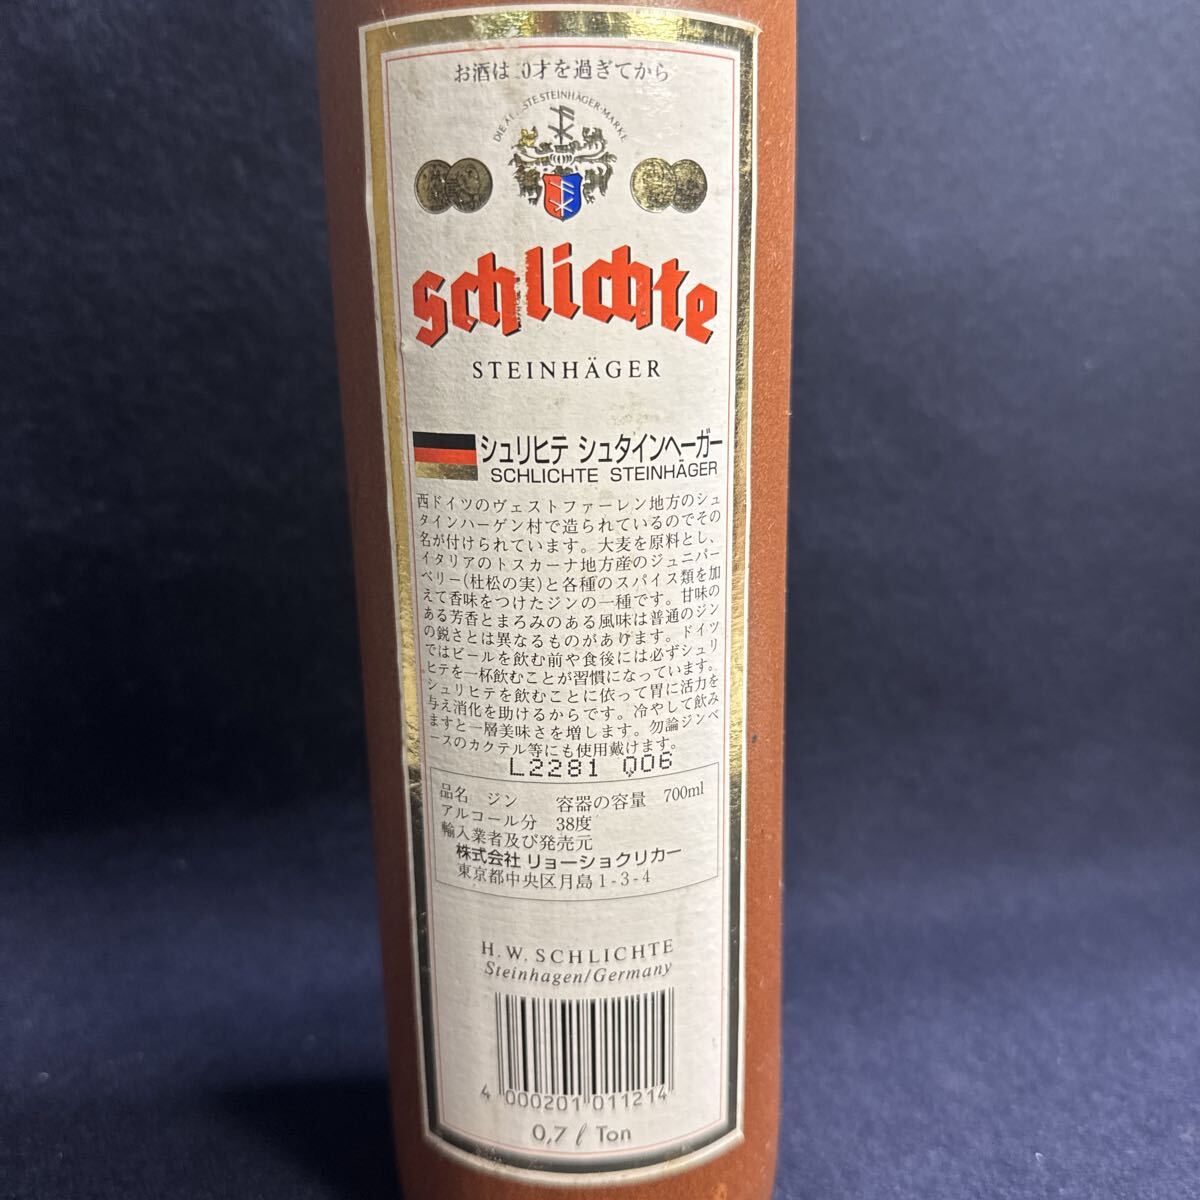 お酒は 0才を過ぎてから
DIE STE STEINHÄGER-MARKE
Schlichte
STEINHÄGER
シュリヒテ シュタインヘーガー
SCHLICHTE STEINHÄGER
西ドイツのヴェストファーレン地方のシュ
タインハーゲン村で造られているのでその
名が付けられています。大麦を原料とし、
イタリアのトスカーナ地方産のジュニパー
ベリー(杜松の実)と各種のスパイス類を加
えて香味をつけたジンの一種です。甘味の
ある芳香とまろみのある風味は普通のジン
の鋭さとは異なるものがあります。ドイツ
ではビールを飲む前や食後には必ずシュリ
ヒテを一杯飲むことが習慣になっています。
シュリヒテを飲むことに依って胃に活力を
与え消化を助けるからです。冷やして飲み
ますと一層美味さを増します。勿論ジンベ
ースのカクテル等にも使用戴けます。
L2281 006
品名 ジン 容器の容量 700ml
アルコール分 38度
輸入業者及び発売元
株式会社 リョーショクリカー
東京都中央区月島1-3-4
H.W.SCHLICHTE
Steinhagen/Germany
4 000201 011214
0,7 ℓ Ton